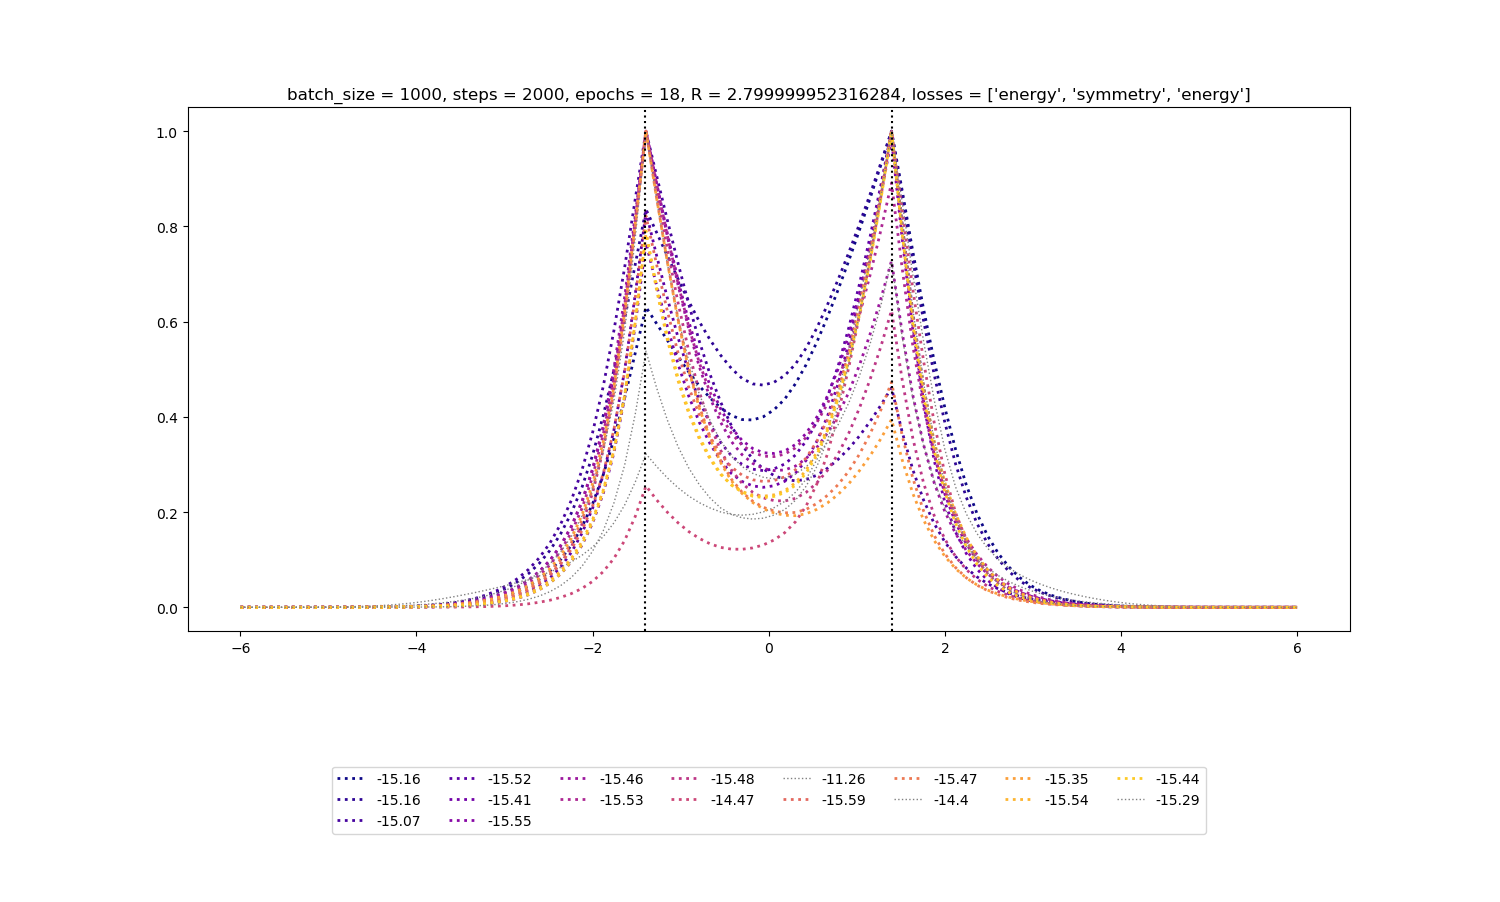 batch_size = 1000, steps = 2000, epochs = 18, R = 2.799999952316284, losses = ['energy', 'symmetry', 'energy']
1.0
0.8
0.6
0.4
0.2
0.0
−6 −4 −2 0 2 4 6
-15.16 -15.52 -15.46 -15.48 -11.26 -15.47 -15.35 -15.44
-15.16 -15.41 -15.53 -14.47 -15.59 -14.4 -15.54 -15.29
-15.07 -15.55